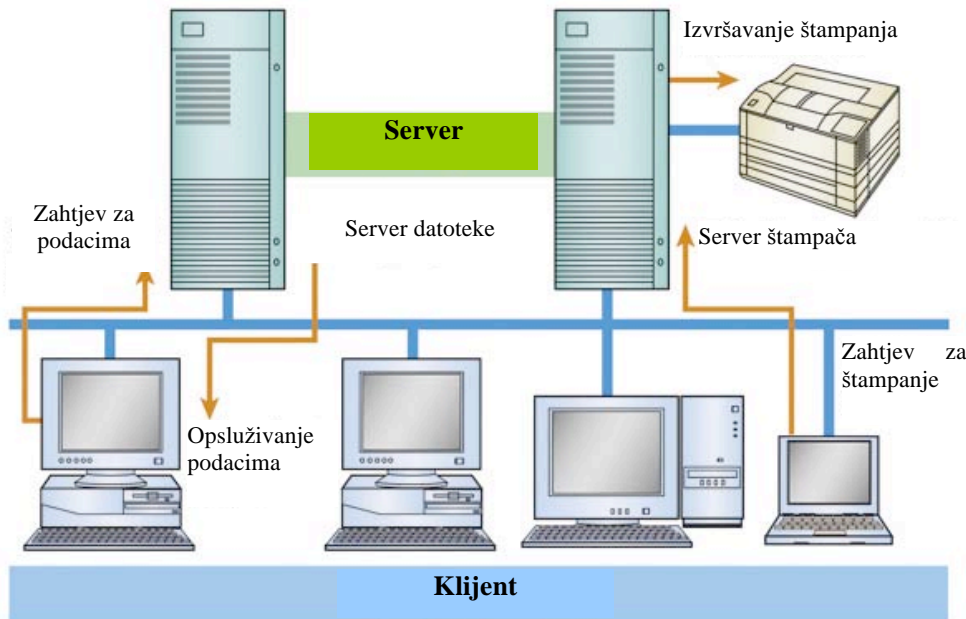 Izvršavanje štampanja
Server
Zahtjev za
podacima
Server datoteke
Server štampača
Zahtjev za
štampanje
Opsluživanje
podacima
Klijent